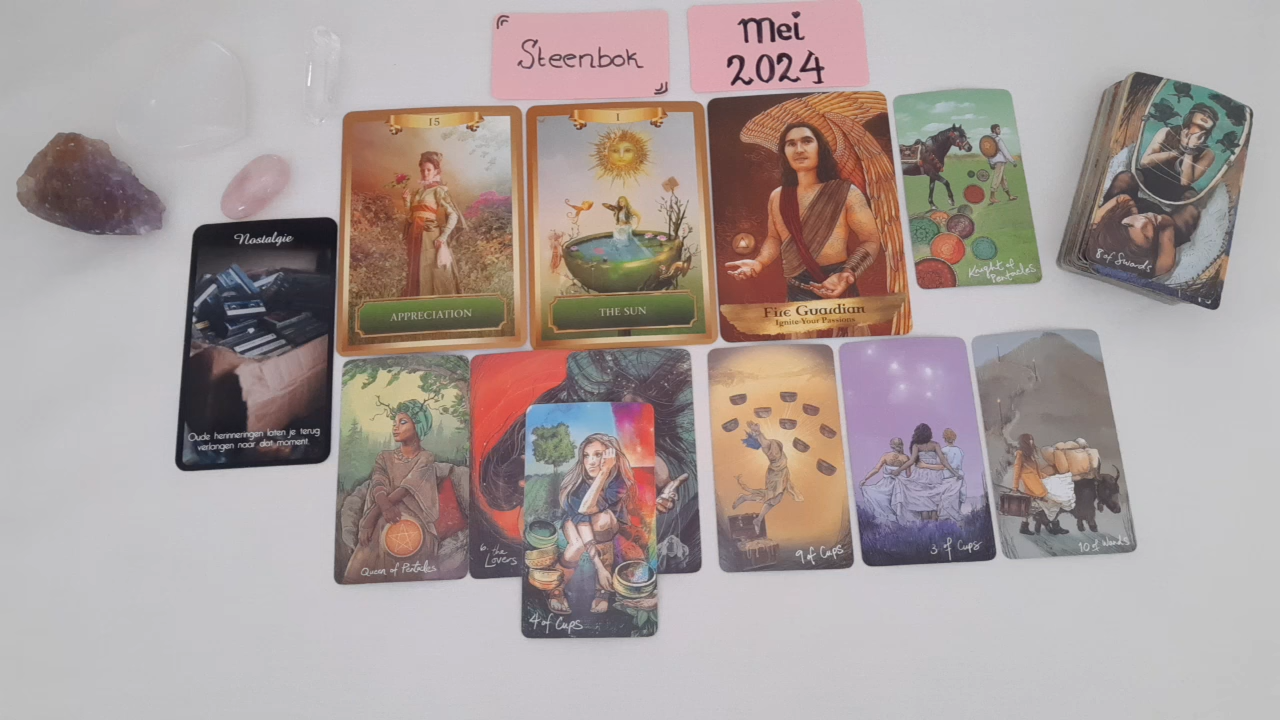 Steenbok
Mei
2024
15
APPRECIATION
I
THE SUN
Fire Guardian
Ignite Your Passions
Knight of
Pentacles
8 of Swords
Nostalgie
Oude herinneringen laten je terug
verlangen naar dat moment.
Queen of Pentacles
6. the
Lovers
4 of Cups
9 of Cups
3 of Cups
10 of Wands